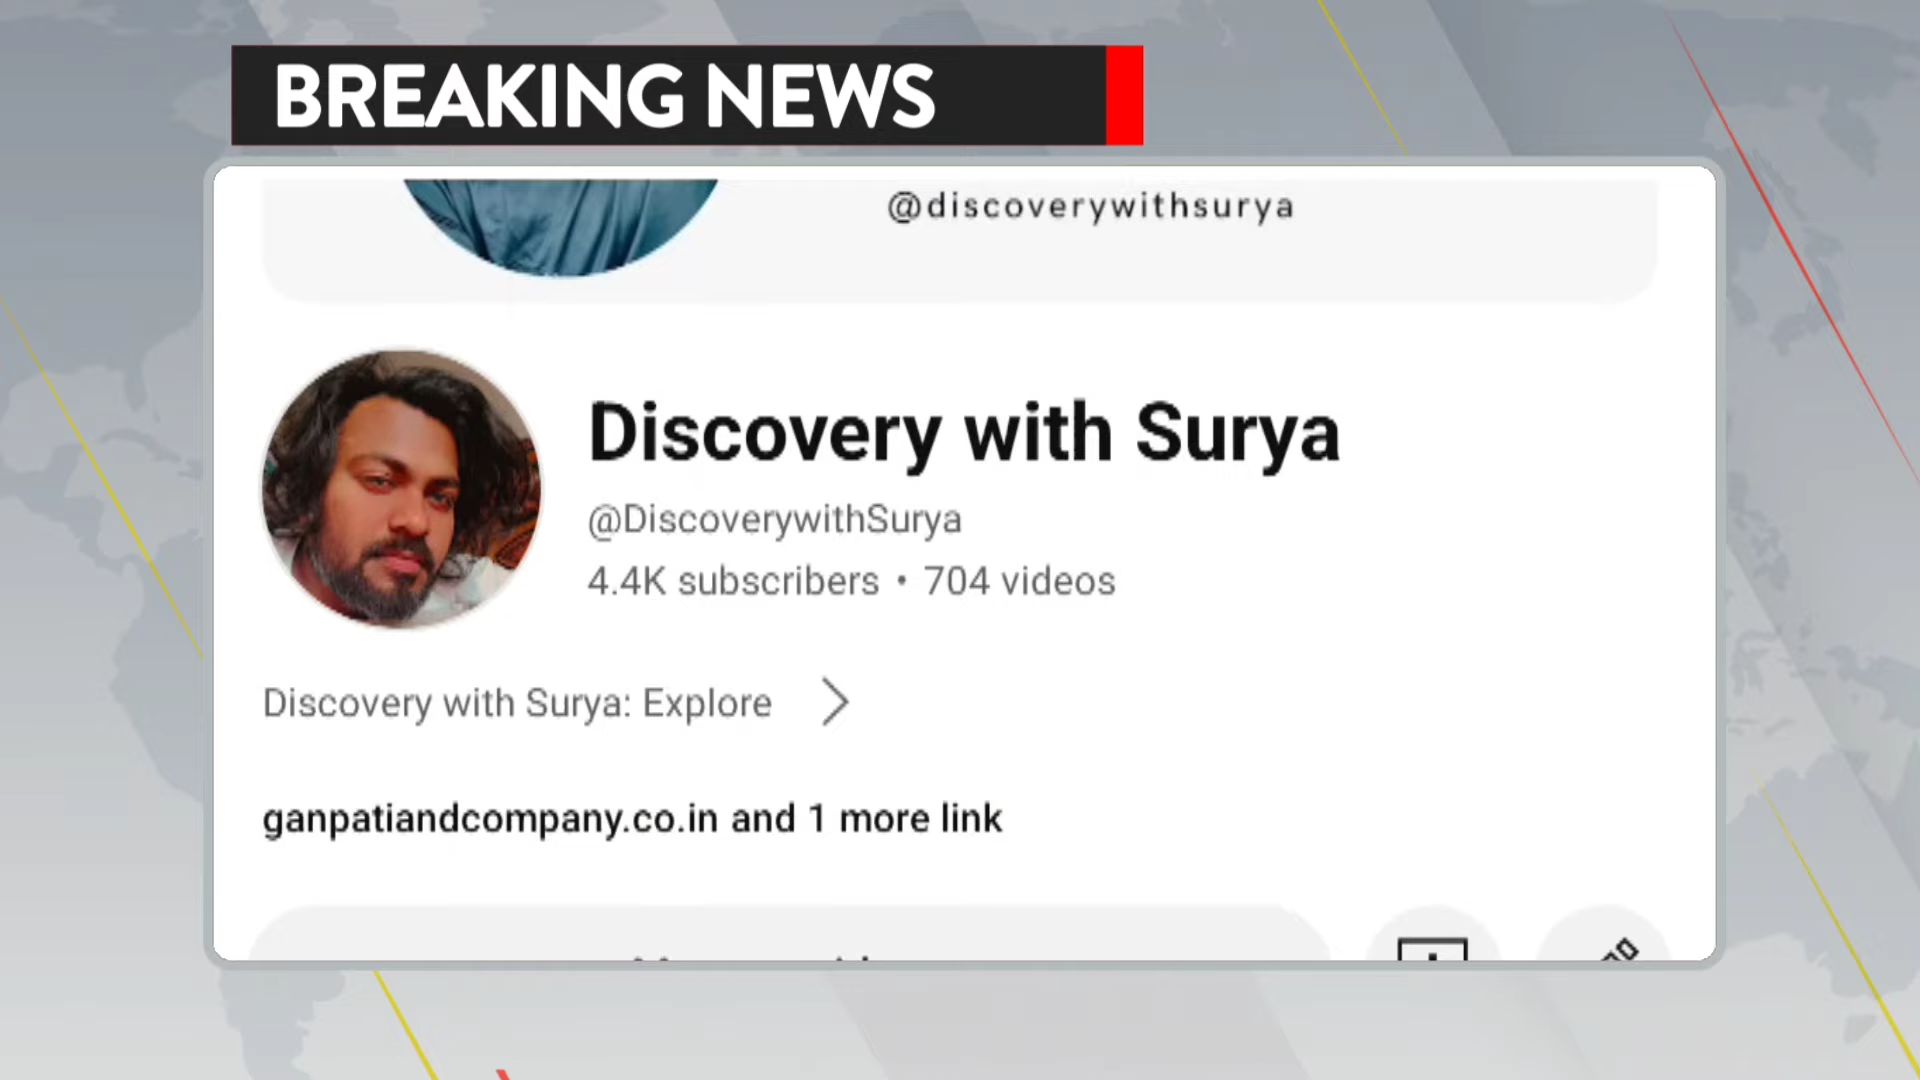 BREAKING NEWS
@discoverywithsurya
Discovery with Surya
@DiscoverywithSurya
4.4K subscribers • 704 videos
Discovery with Surya: Explore
ganpatiandcompany.co.in and 1 more link